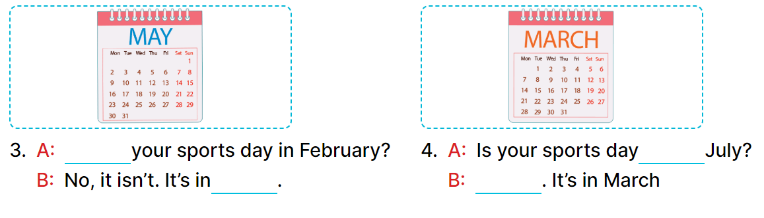 MAY
Mon Tue Wed Thu Fri Sat Sun
1
2 3 4 5 6 7 8
9 10 11 12 13 14 15
16 17 18 19 20 21 22
23 24 25 26 27 28 29
30 31
MARCH
Mon Tue Wed Thu Fri Sat Sun
1 2 3 4 5 6
7 8 9 10 11 12 13
14 15 16 17 18 19 20
21 22 23 24 25 26 27
28 29 30 31
3. A: ______ your sports day in February?
B: No, it isn't. It's in______ .
4. A: Is your sports day______ July?
B: ______ . It's in March